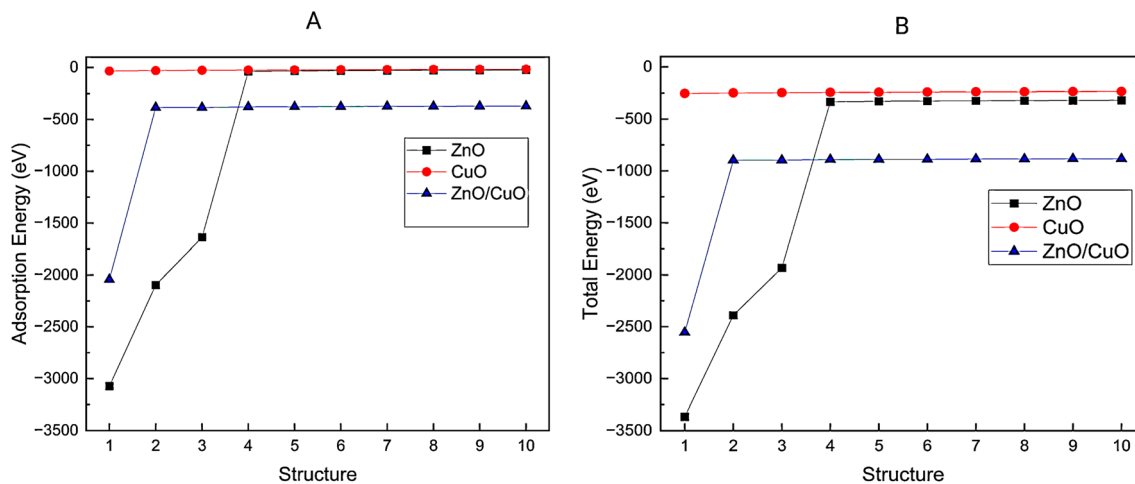 A
Adsorption Energy (eV)
0
−500
−1000
−1500
−2000
−2500
−3000
−3500
ZnO
CuO
ZnO/CuO
1 2 3 4 5 6 7 8 9 10
Structure
B
Total Energy (eV)
0
−500
−1000
−1500
−2000
−2500
−3000
−3500
ZnO
CuO
ZnO/CuO
1 2 3 4 5 6 7 8 9 10
Structure